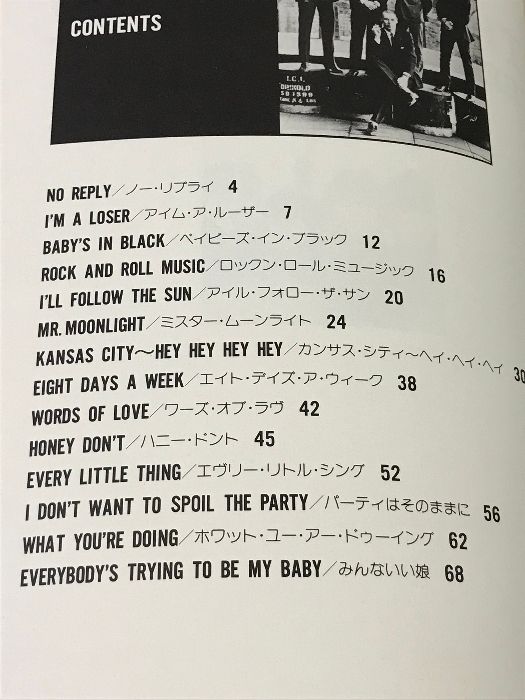 CONTENTS
I.C.I.
NO REPLY/ノー・リプライ 4
I'M A LOSER/アイム・ア・ルーザー 7
BABY'S IN BLACK/ベイビーズ・イン・ブラック 12
ROCK AND ROLL MUSIC/ロックン・ロール・ミュージック 16
I'LL FOLLOW THE SUN/アイル・フォロー・ザ・サン 20
MR. MOONLIGHT/ミスター・ムーンライト 24
KANSAS CITY〜HEY HEY HEY HEY/カンサス・シティ〜ヘイ・ヘイ・ヘイ 30
EIGHT DAYS A WEEK/エイト・デイズ・ア・ウィーク 38
WORDS OF LOVE/ワーズ・オブ・ラヴ 42
HONEY DON'T/ハニー・ドント 45
EVERY LITTLE THING/エヴリー・リトル・シング 52
I DON'T WANT TO SPOIL THE PARTY/パーティはそのままに 56
WHAT YOU'RE DOING/ホワット・ユー・アー・ドゥーイング 62
EVERYBODY'S TRYING TO BE MY BABY/みんないい娘 68